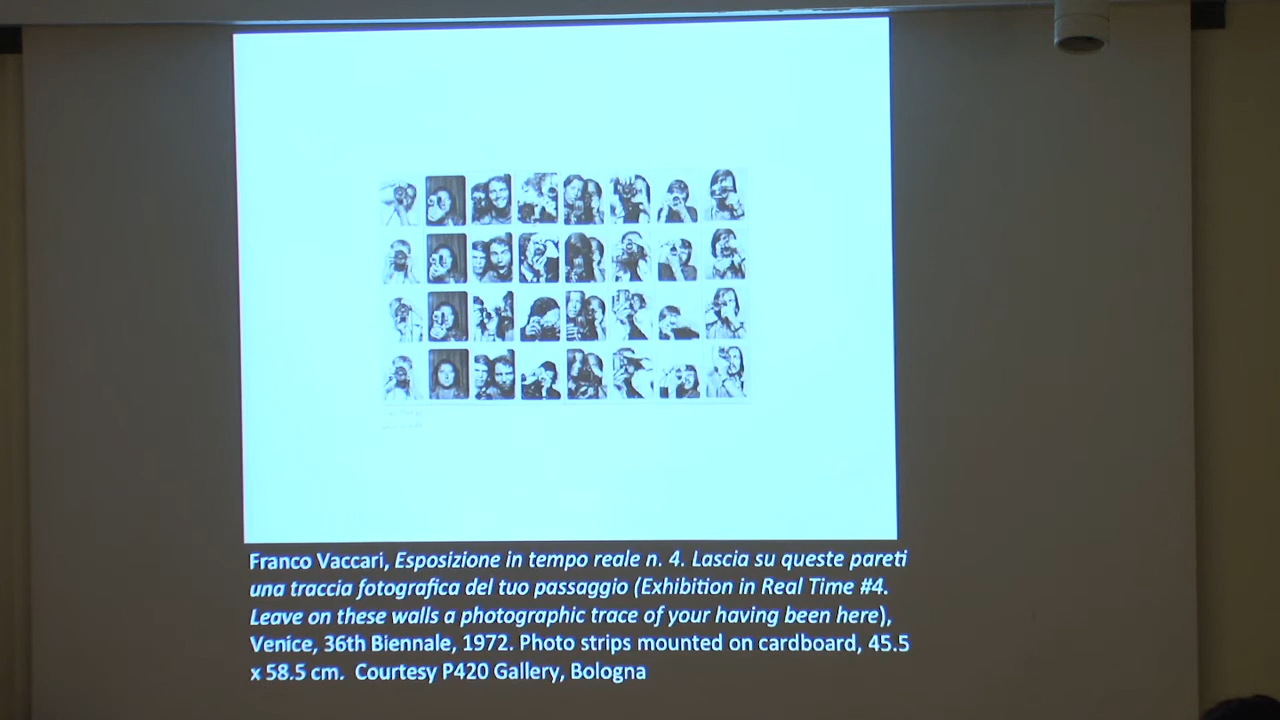 Franco Vaccari, Esposizione in tempo reale n. 4. Lascia su queste pareti
una traccia fotografica del tuo passaggio (Exhibition in Real Time #4.
Leave on these walls a photographic trace of your having been here),
Venice, 36th Biennale, 1972. Photo strips mounted on cardboard, 45.5
x 58.5 cm. Courtesy P420 Gallery, Bologna